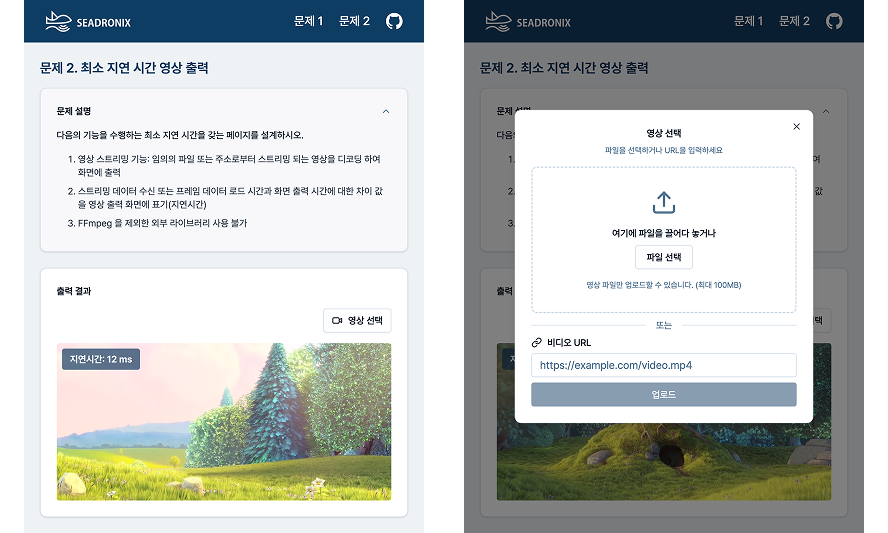 SEADRONIX
문제 1
문제 2
문제 2. 최소 지연 시간 영상 출력
문제 설명
다음의 기능을 수행하는 최소 지연 시간을 갖는 페이지를 설계하시오.
1. 영상 스트리밍 기능: 임의의 파일 또는 주소로부터 스트리밍 되는 영상을 디코딩 하여
화면에 출력
2. 스트리밍 데이터 수신 또는 프레임 데이터 로드 시간과 화면 출력 시간에 대한 차이 값
을 영상 출력 화면에 표기(지연시간)
3. FFmpeg 을 제외한 외부 라이브러리 사용 불가
출력 결과
영상 선택
지연시간: 12 ms
SEADRONIX
문제 1
문제 2
문제 2. 최소 지연 시간 영상 출력
문제
다음의
1.
여
2.
값
3.
영상 선택
파일을 선택하거나 URL을 입력하세요
여기에 파일을 끌어다 놓거나
파일 선택
영상 파일만 업로드할 수 있습니다. (최대 100MB)
또는
비디오 URL
https://example.com/video.mp4
업로드
출력
택